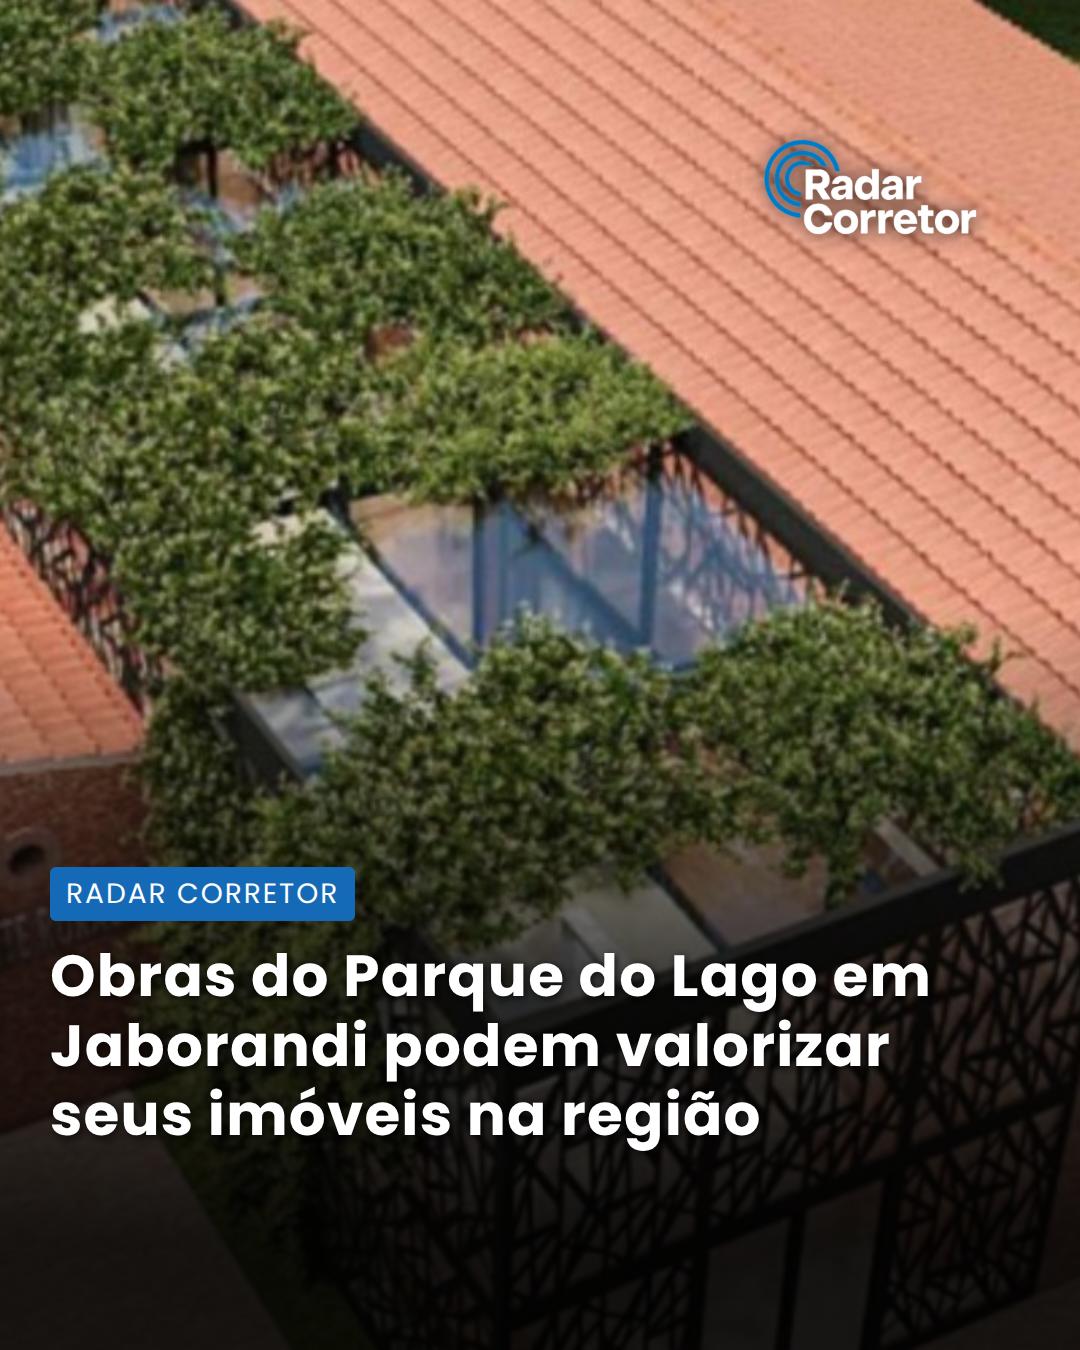 Radar
Corretor
RADAR CORRETOR
Obras do Parque do Lago em
Jaborandi podem valorizar
seus imóveis na região